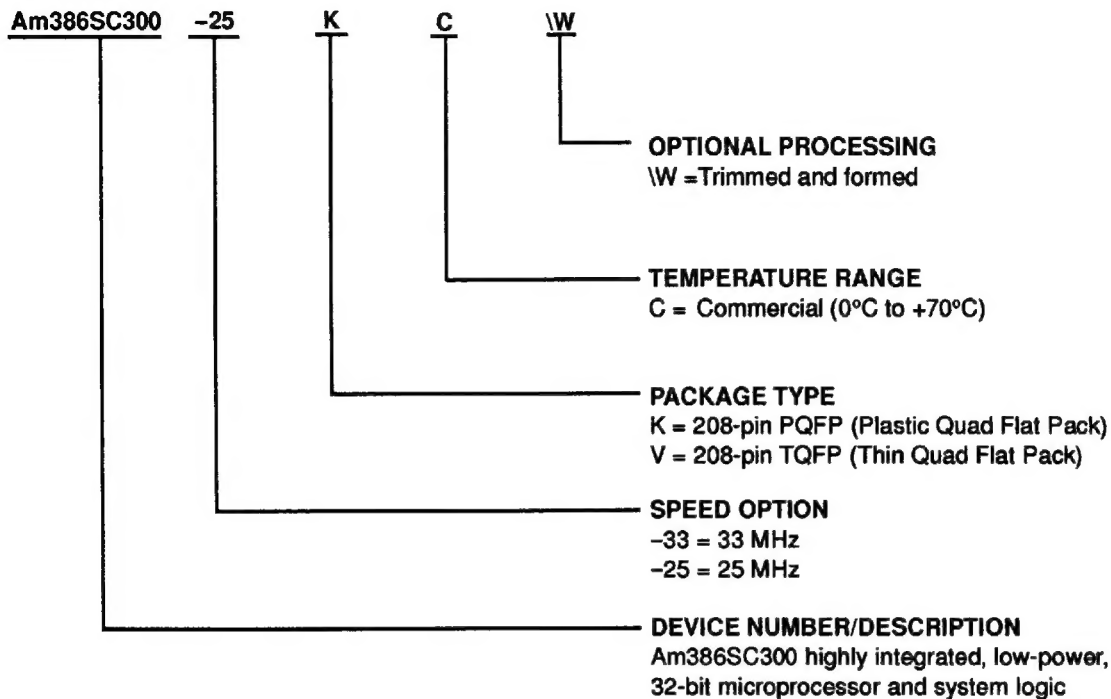 Am386SC300 –25 K C \W
OPTIONAL PROCESSING
\W =Trimmed and formed
TEMPERATURE RANGE
C = Commercial (0°C to +70°C)
PACKAGE TYPE
K = 208-pin PQFP (Plastic Quad Flat Pack)
V = 208-pin TQFP (Thin Quad Flat Pack)
SPEED OPTION
–33 = 33 MHz
–25 = 25 MHz
DEVICE NUMBER/DESCRIPTION
Am386SC300 highly integrated, low-power,
32-bit microprocessor and system logic